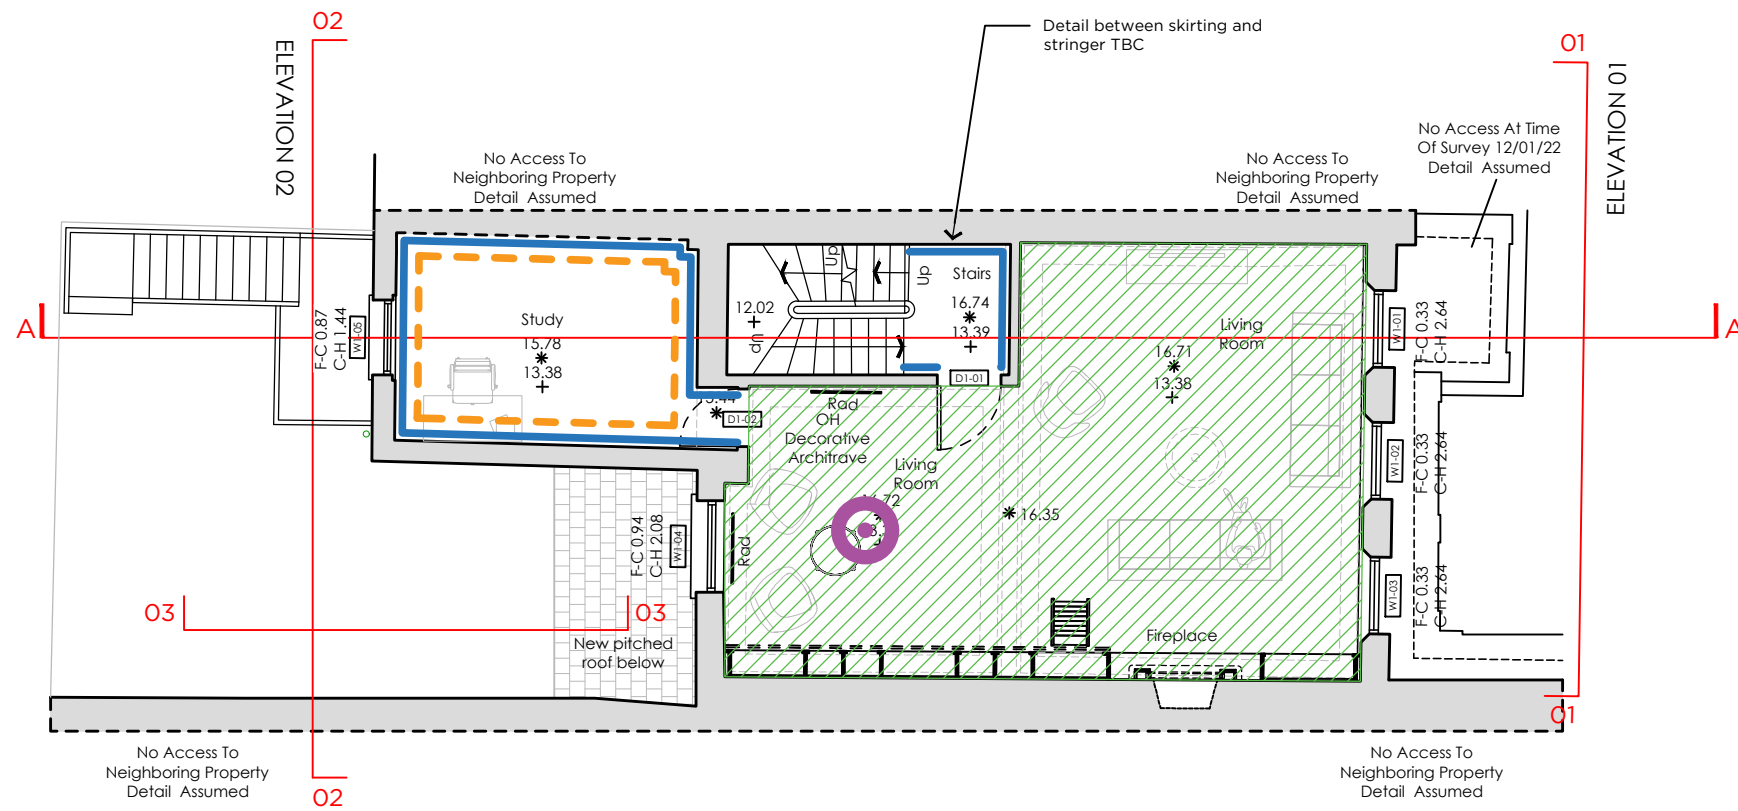 02
01
Detail between skirting and
stringer TBC
ELEVATION 02
ELEVATION 01
No Access At Time
Of Survey 12/01/22
Detail Assumed
No Access To
Neighboring Property
Detail Assumed
No Access To
Neighboring Property
Detail Assumed
Up
Up
Stairs
16.74
13.39
12.02
Up
Study
15.78
13.38
A
A
F-C 0.87
C-H 1.44
W1-05
Living
Room
16.71
13.38
W1-01
F-C 0.33
C-H 2.64
D1-01
D1-02
Rad
OH
Decorative
Architrave
Living
Room
16.35
W1-02
F-C 0.33
C-H 2.64
F-C 0.94
C-H 2.08
W1-04
Rad
W1-03
F-C 0.33
C-H 2.64
03
03
New pitched
roof below
Fireplace
01
No Access To
Neighboring Property
Detail Assumed
No Access To
Neighboring Property
Detail Assumed
02